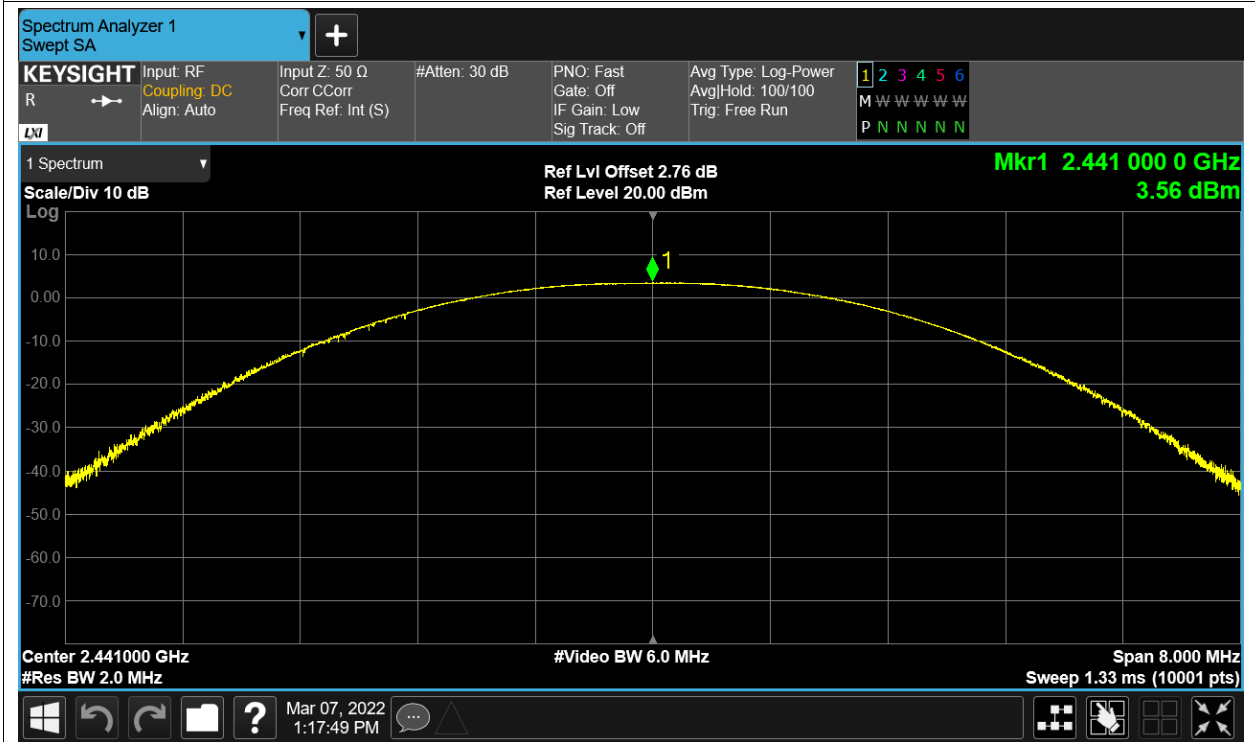 Spectrum Analyzer 1
Swept SA
KEYSIGHT
R
LXI
Input: RF
Coupling: DC
Align: Auto
Input Z: 50 Ω
Corr CCorr
Freq Ref: Int (S)
#Atten: 30 dB
PNO: Fast
Gate: Off
IF Gain: Low
Sig Track: Off
Avg Type: Log-Power
Avg|Hold: 100/100
Trig: Free Run
1 2 3 4 5 6
M W W W W W
P N N N N N
1 Spectrum
Scale/Div 10 dB
Log
Ref Lvl Offset 2.76 dB
Ref Level 20.00 dBm
Mkr1 2.441 000 0 GHz
3.56 dBm
1
10.0
0.00
-10.0
-20.0
-30.0
-40.0
-50.0
-60.0
-70.0
Center 2.441000 GHz
#Res BW 2.0 MHz
#Video BW 6.0 MHz
Span 8.000 MHz
Sweep 1.33 ms (10001 pts)
?
Mar 07, 2022
1:17:49 PM